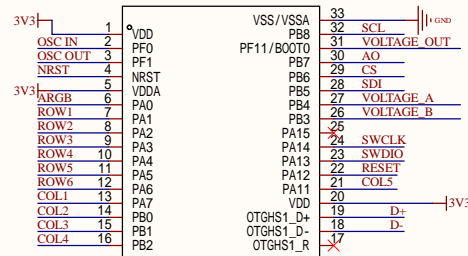 3V3 1 VDD VSS/VSSA 33 GND
OSC IN 2 PF0 PB8 32 SCL
OSC OUT 3 PF1 PF11/BOOT0 31 VOLTAGE_OUT
NRST 4 NRST PB7 30 AO
3V3 5 VDDA PB6 29 CS
ARGB 6 PA0 PB5 28 SDI
ROW1 7 PA1 PB4 27 VOLTAGE_A
ROW2 8 PA2 PB3 26 VOLTAGE_B
ROW3 9 PA3 PA15 25
ROW4 10 PA4 PA14 24 SWCLK
ROW5 11 PA5 PA13 23 SWDIO
ROW6 12 PA6 PA12 22 RESET
COL1 13 PA7 PA11 21 COL5
COL2 14 PB0 VDD 20 3V3
COL3 15 PB1 OTGHS1_D+ 19 D+
COL4 16 PB2 OTGHS1_D- 18 D-
OTGHS1_R 17